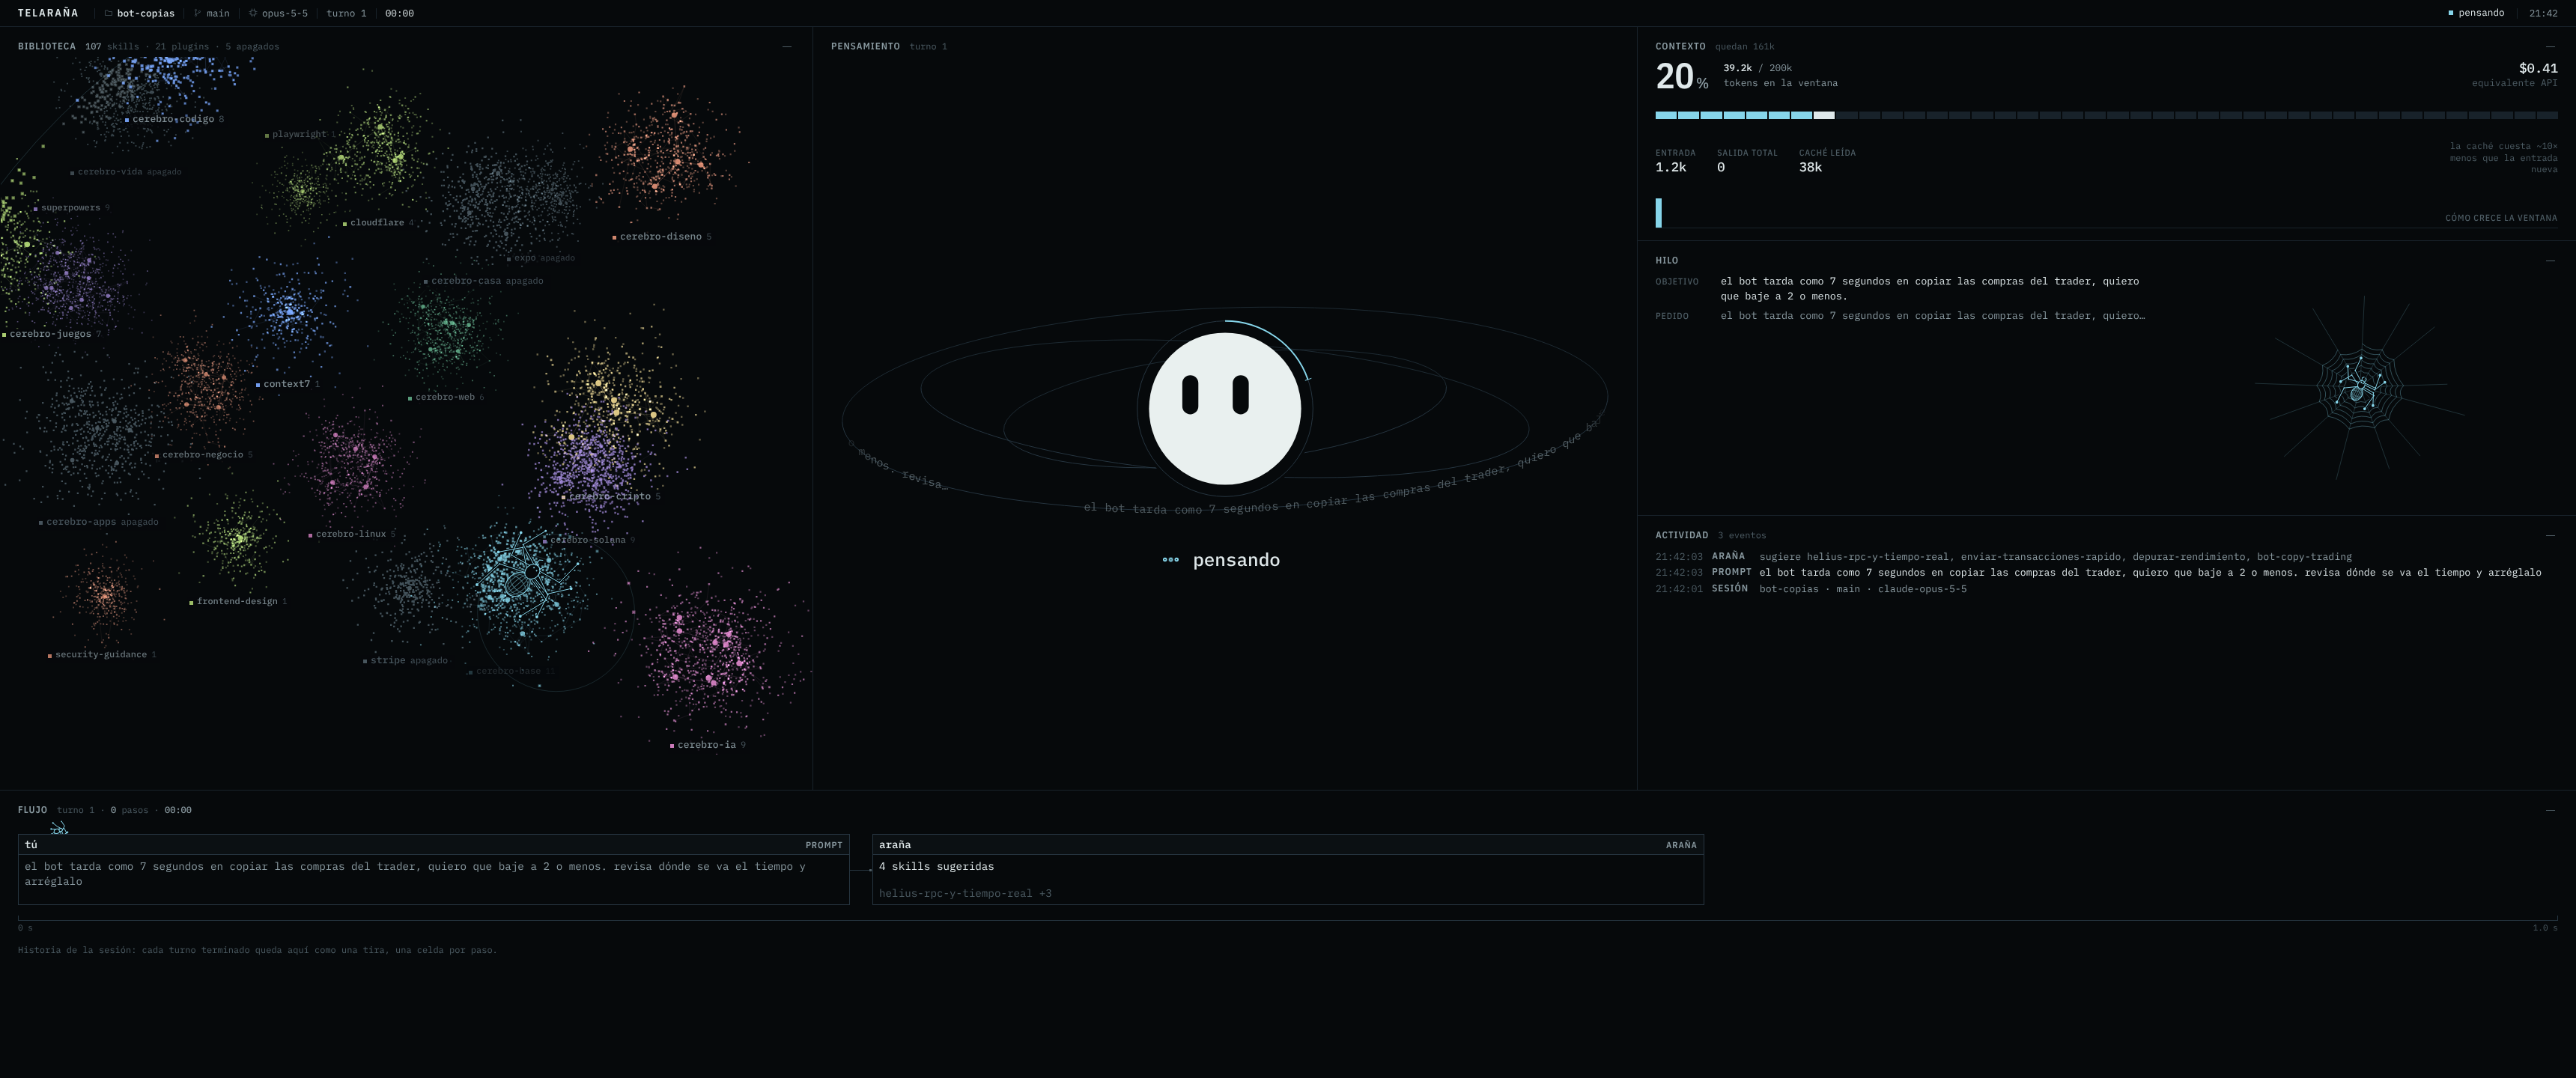 TELARAÑA bot-copias main opus-5-5 turno 1 00:00 pensando 21:42
BIBLIOTECA 107 skills · 21 plugins · 5 apagados
cerebro-codigo 8
playwright 1
cerebro-vida apagado
superpowers 9
cloudflare 4
cerebro-diseno 5
expo apagado
cerebro-casa apagado
cerebro-juegos 7
context7 1
cerebro-web 6
cerebro-negocio 5
cerebro-cripto 5
cerebro-apps apagado
cerebro-linux 5
cerebro-solana 9
frontend-design 1
security-guidance 1
stripe apagado
cerebro-base 11
cerebro-ia 9
PENSAMIENTO turno 1
el bot tarda como 7 segundos en copiar las compras del trader, quiero que
menos. revisa…
pensando
CONTEXTO quedan 161k
20% 39.2k / 200k
tokens en la ventana
$0.41
equivalente API
ENTRADA SALIDA TOTAL CACHÉ LEÍDA
1.2k 0 38k
la caché cuesta ~10×
menos que la entrada
nueva
CÓMO CRECE LA VENTANA
HILO
OBJETIVO el bot tarda como 7 segundos en copiar las compras del trader, quiero
que baje a 2 o menos.
PEDIDO el bot tarda como 7 segundos en copiar las compras del trader, quiero…
ACTIVIDAD 3 eventos
21:42:03 ARAÑA sugiere helius-rpc-y-tiempo-real, enviar-transacciones-rapido, depurar-rendimiento, bot-copy-trading
21:42:03 PROMPT el bot tarda como 7 segundos en copiar las compras del trader, quiero que baje a 2 o menos. revisa dónde se va el tiempo y arréglalo
21:42:01 SESIÓN bot-copias · main · claude-opus-5-5
FLUJO turno 1 · 0 pasos · 00:00
tú PROMPT
el bot tarda como 7 segundos en copiar las compras del trader, quiero que baje a 2 o menos. revisa dónde se va el tiempo y
arréglalo
araña ARAÑA
4 skills sugeridas
helius-rpc-y-tiempo-real +3
0 s 1.0 s
Historia de la sesión: cada turno terminado queda aquí como una tira, una celda por paso.